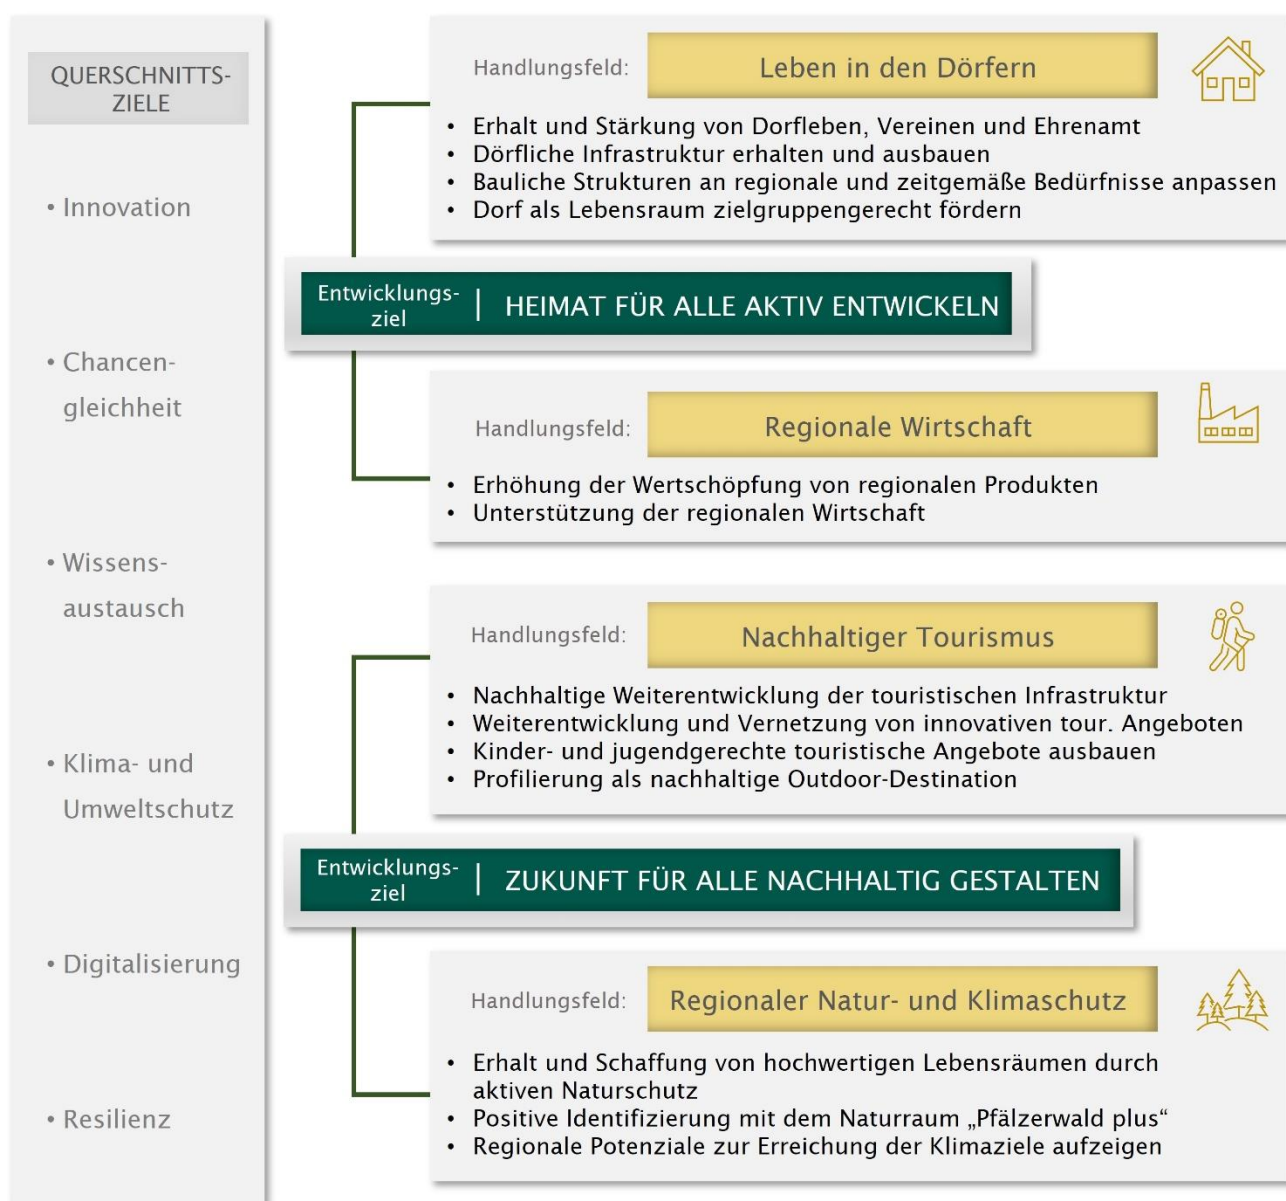 QUERSCHNITTS-
ZIELE
• Innovation
• Chancen-
gleichheit
• Wissens-
austausch
• Klima- und
Umweltschutz
• Digitalisierung
• Resilienz
Handlungsfeld: Leben in den Dörfern
• Erhalt und Stärkung von Dorfleben, Vereinen und Ehrenamt
• Dörfliche Infrastruktur erhalten und ausbauen
• Bauliche Strukturen an regionale und zeitgemäße Bedürfnisse anpassen
• Dorf als Lebensraum zielgruppengerecht fördern
Entwicklungs-
ziel | HEIMAT FÜR ALLE AKTIV ENTWICKELN
Handlungsfeld: Regionale Wirtschaft
• Erhöhung der Wertschöpfung von regionalen Produkten
• Unterstützung der regionalen Wirtschaft
Handlungsfeld: Nachhaltiger Tourismus
• Nachhaltige Weiterentwicklung der touristischen Infrastruktur
• Weiterentwicklung und Vernetzung von innovativen tour. Angeboten
• Kinder- und jugendgerechte touristische Angebote ausbauen
• Profilierung als nachhaltige Outdoor-Destination
Entwicklungs-
ziel | ZUKUNFT FÜR ALLE NACHHALTIG GESTALTEN
Handlungsfeld: Regionaler Natur- und Klimaschutz
• Erhalt und Schaffung von hochwertigen Lebensräumen durch
aktiven Naturschutz
• Positive Identifizierung mit dem Naturraum „Pfälzerwald plus“
• Regionale Potenziale zur Erreichung der Klimaziele aufzeigen